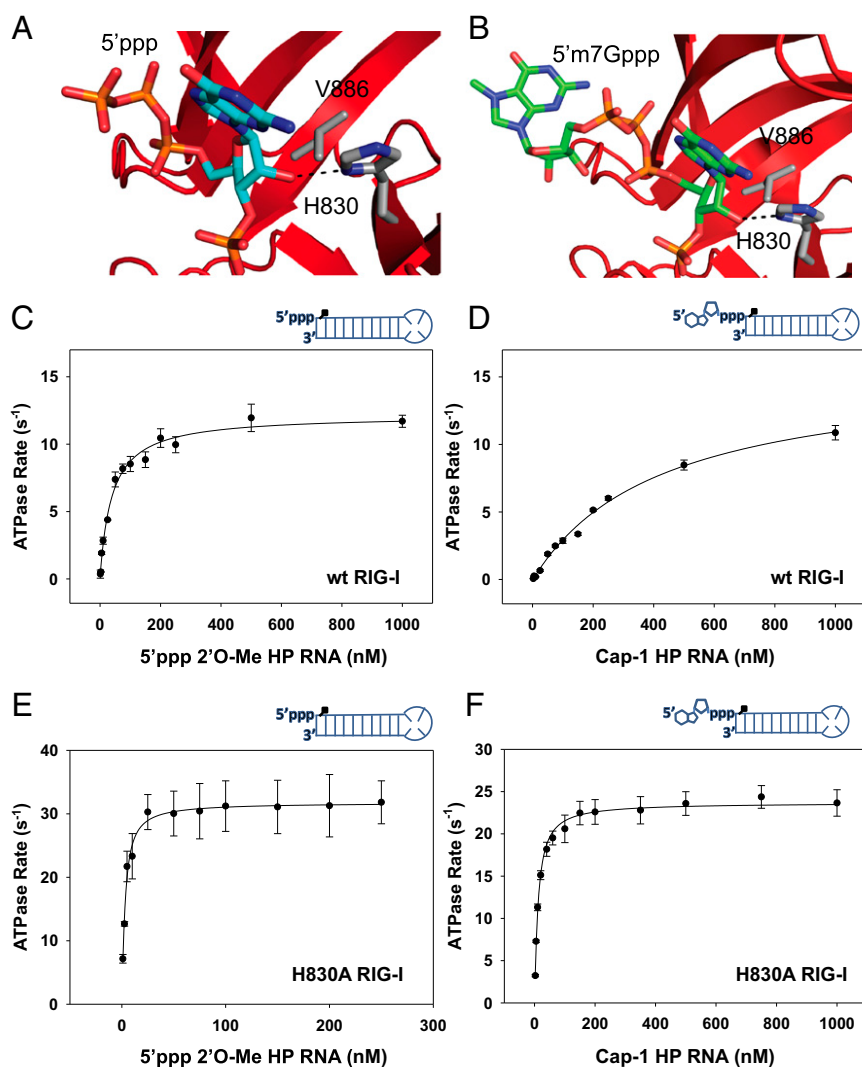 A
5'ppp
V886
H830
B
5'm7Gppp
V886
H830
C
5'ppp
3'
15
10
5
0
ATPase Rate (s-1)
wt RIG-I
0 200 400 600 800 1000
5'ppp 2'O-Me HP RNA (nM)
D
5' ppp
3'
15
10
5
0
ATPase Rate (s-1)
wt RIG-I
0 200 400 600 800 1000
Cap-1 HP RNA (nM)
E
5'ppp
3'
40
30
20
10
0
ATPase Rate (s-1)
H830A RIG-I
0 100 200 300
5'ppp 2'O-Me HP RNA (nM)
F
5' ppp
3'
30
25
20
15
10
5
0
ATPase Rate (s-1)
H830A RIG-I
0 200 400 600 800 1000
Cap-1 HP RNA (nM)